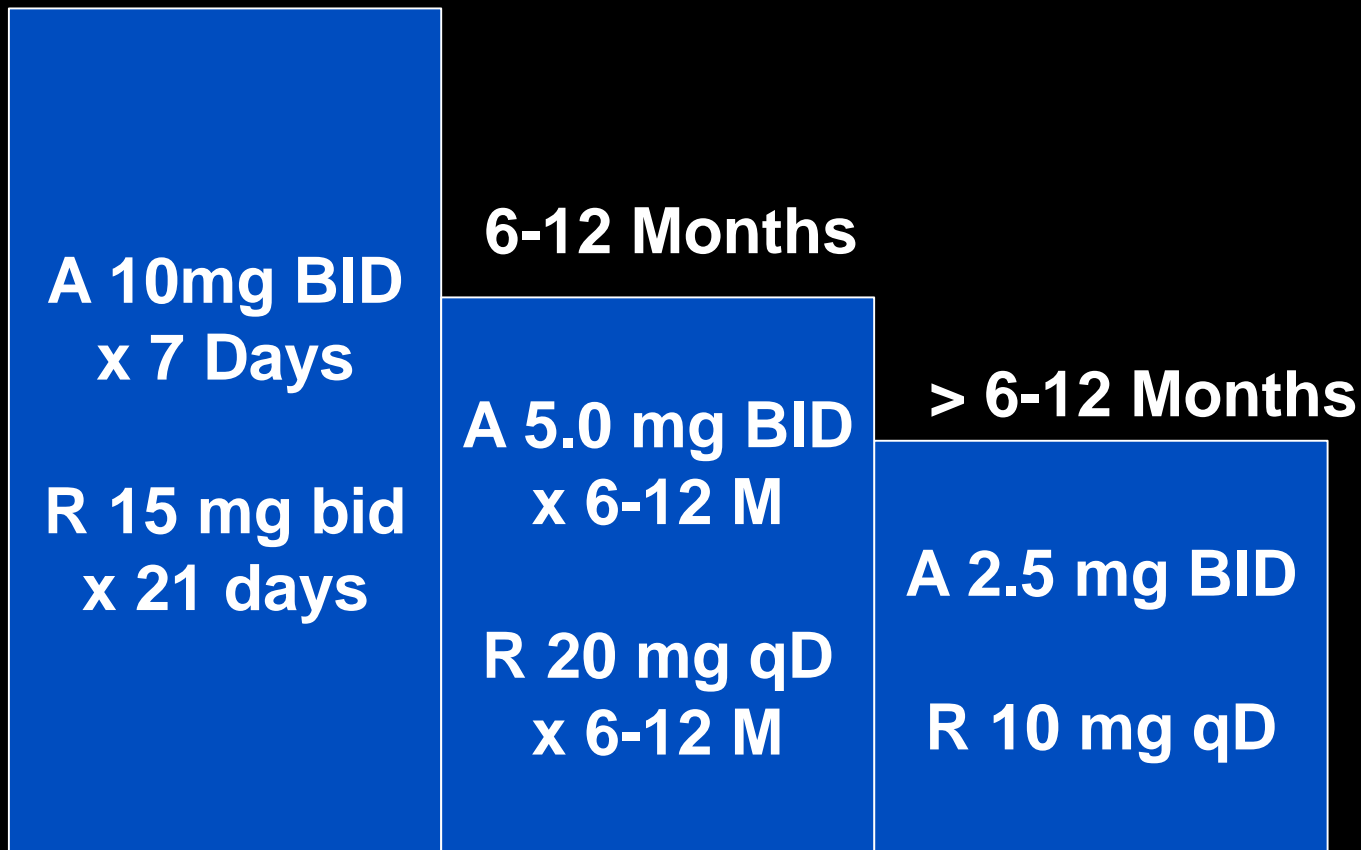 A 10mg BID
x 7 Days
R 15 mg bid
x 21 days
6-12 Months
A 5.0 mg BID
x 6-12 M
R 20 mg qD
x 6-12 M
> 6-12 Months
A 2.5 mg BID
R 10 mg qD